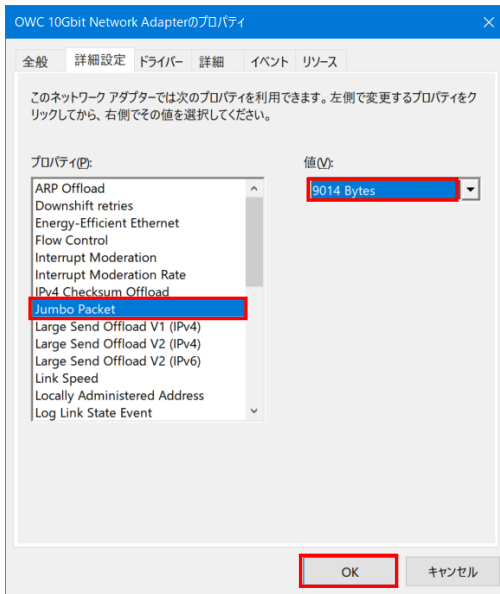 OWC 10Gbit Network Adapterのプロパティ
全般 詳細設定 ドライバー 詳細 イベント リソース
このネットワーク アダプターでは次のプロパティを利用できます。左側で変更するプロパティをク
リックしてから、右側でその値を選択してください。
プロパティ(P):
値(V):
ARP Offload
Downshift retries
Energy-Efficient Ethernet
Flow Control
Interrupt Moderation
Interrupt Moderation Rate
IPv4 Checksum Offload
Jumbo Packet
Large Send Offload V1 (IPv4)
Large Send Offload V2 (IPv4)
Large Send Offload V2 (IPv6)
Link Speed
Locally Administered Address
Log Link State Event
9014 Bytes
OK
キャンセル